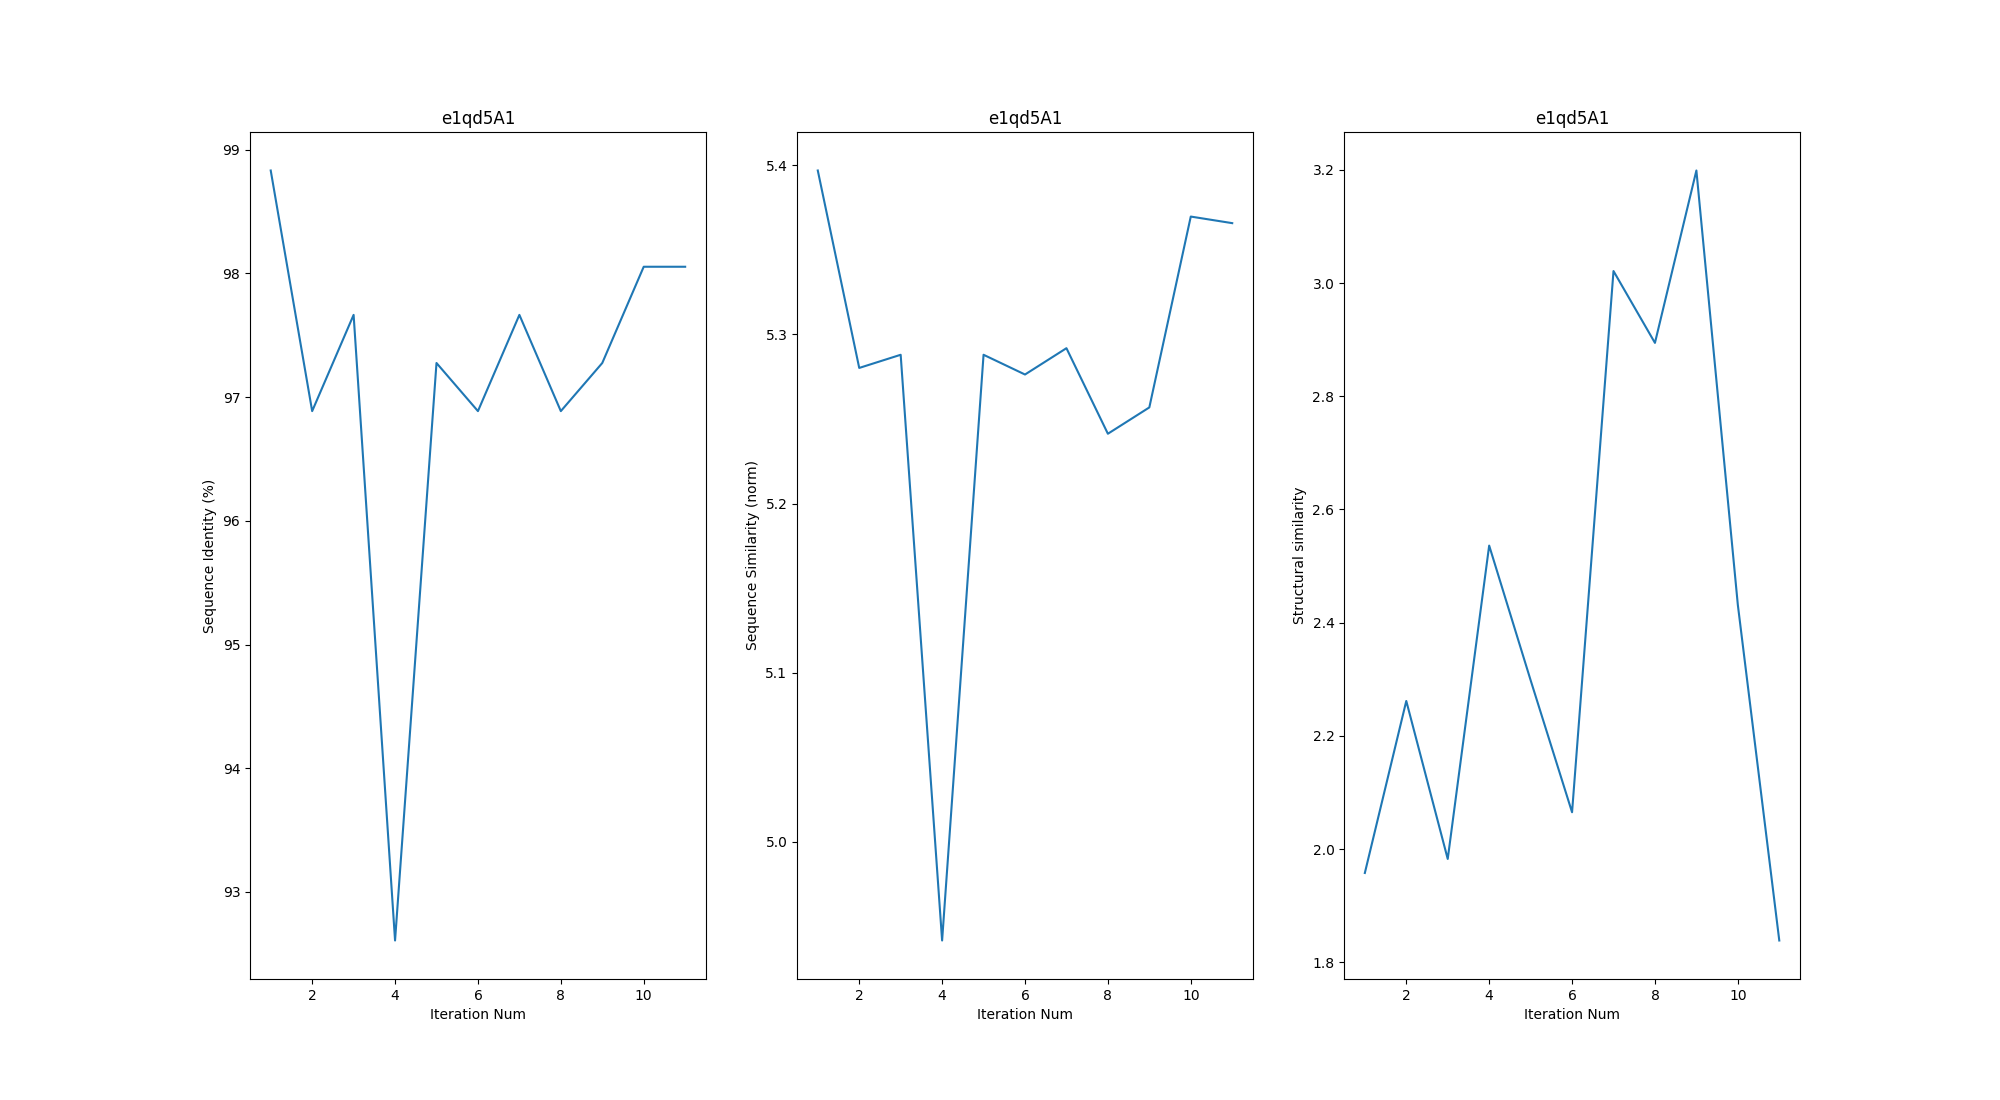 e1qd5A1
99
98
97
96
95
94
93
Sequence Identity (%)
2 4 6 8 10
Iteration Num
e1qd5A1
5.4
5.3
5.2
5.1
5.0
Sequence Similarity (norm)
2 4 6 8 10
Iteration Num
e1qd5A1
3.2
3.0
2.8
2.6
2.4
2.2
2.0
1.8
Structural similarity
2 4 6 8 10
Iteration Num